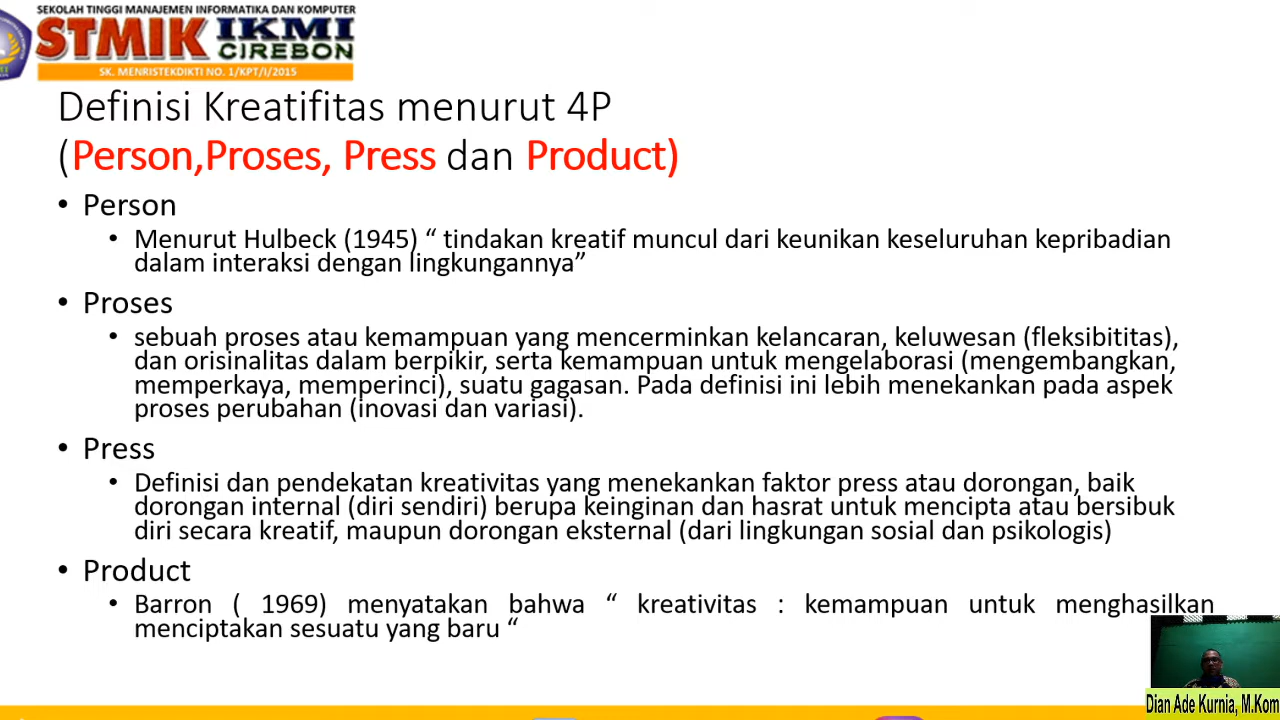 SEKOLAH TINGGI MANAJEMEN INFORMATIKA DAN KOMPUTER
STMIK IKMI
CIREBON
SK. MENRISTEKDIKTI NO. 1/KPT/I/2015
Definisi Kreatifitas menurut 4P
(Person,Proses, Press dan Product)
• Person
• Menurut Hulbeck (1945) “ tindakan kreatif muncul dari keunikan keseluruhan kepribadian
dalam interaksi dengan lingkungannya”
• Proses
• sebuah proses atau kemampuan yang mencerminkan kelancaran, keluwesan (fleksibititas),
dan orisinalitas dalam berpikir, serta kemampuan untuk mengelaborasi (mengembangkan,
memperkaya, memperinci), suatu gagasan. Pada definisi ini lebih menekankan pada aspek
proses perubahan (inovasi dan variasi).
• Press
• Definisi dan pendekatan kreativitas yang menekankan faktor press atau dorongan, baik
dorongan internal (diri sendiri) berupa keinginan dan hasrat untuk mencipta atau bersibuk
diri secara kreatif, maupun dorongan eksternal (dari lingkungan sosial dan psikologis)
• Product
• Barron ( 1969) menyatakan bahwa “ kreativitas : kemampuan untuk menghasilkan
menciptakan sesuatu yang baru “
Dian Ade Kurnia, M.Kom